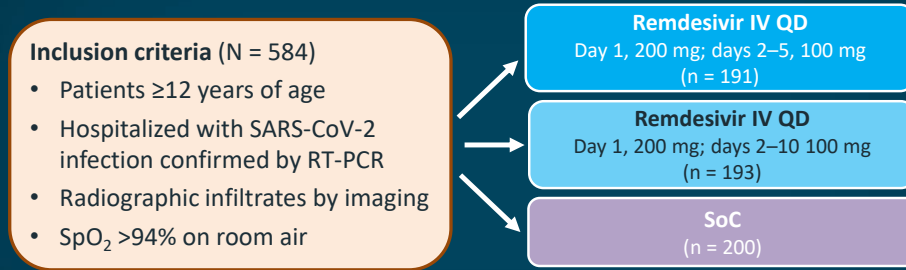 Inclusion criteria (N = 584)
• Patients ≥12 years of age
• Hospitalized with SARS-CoV-2
infection confirmed by RT-PCR
• Radiographic infiltrates by imaging
• SpO₂ >94% on room air
Remdesivir IV QD
Day 1, 200 mg; days 2–5, 100 mg
(n = 191)
Remdesivir IV QD
Day 1, 200 mg; days 2–10 100 mg
(n = 193)
SoC
(n = 200)